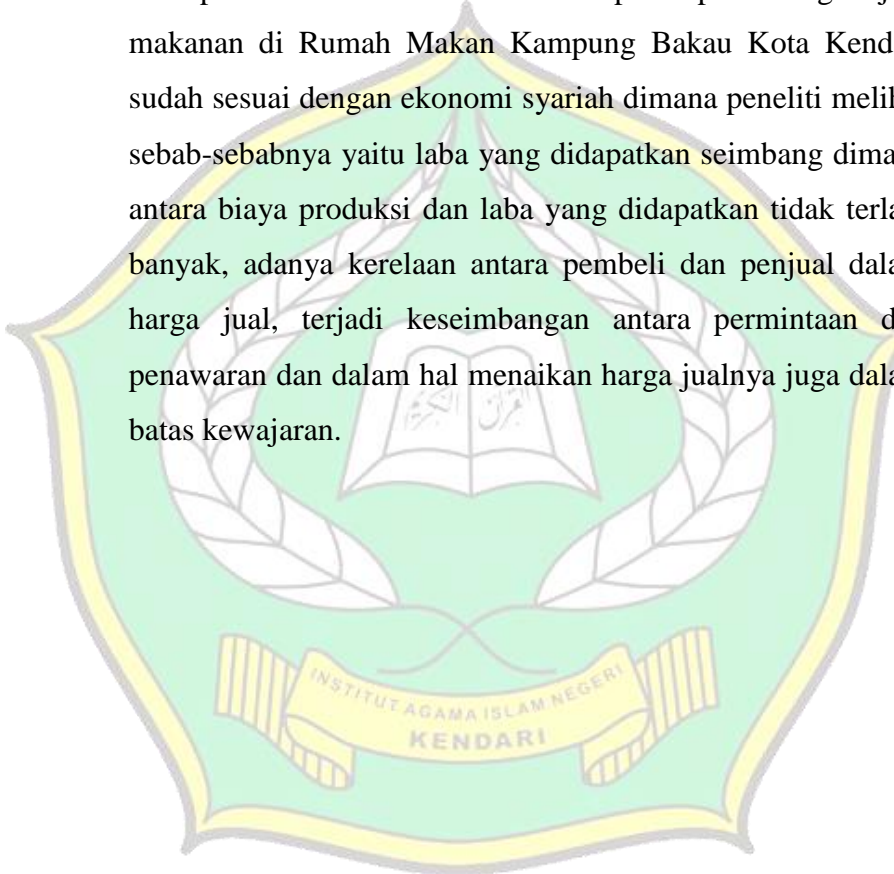 makanan di Rumah Makan Kampung Bakau Kota Kend
sudah sesuai dengan ekonomi syariah dimana peneliti melih
sebab-sebabnya yaitu laba yang didapatkan seimbang dima
antara biaya produksi dan laba yang didapatkan tidak terla
banyak, adanya kerelaan antara pembeli dan penjual dala
harga jual, terjadi keseimbangan antara permintaan d
penawaran dan dalam hal menaikan harga jualnya juga dala
batas kewajaran.
INSTITUT AGAMA ISLAM NEGERI
KENDARI